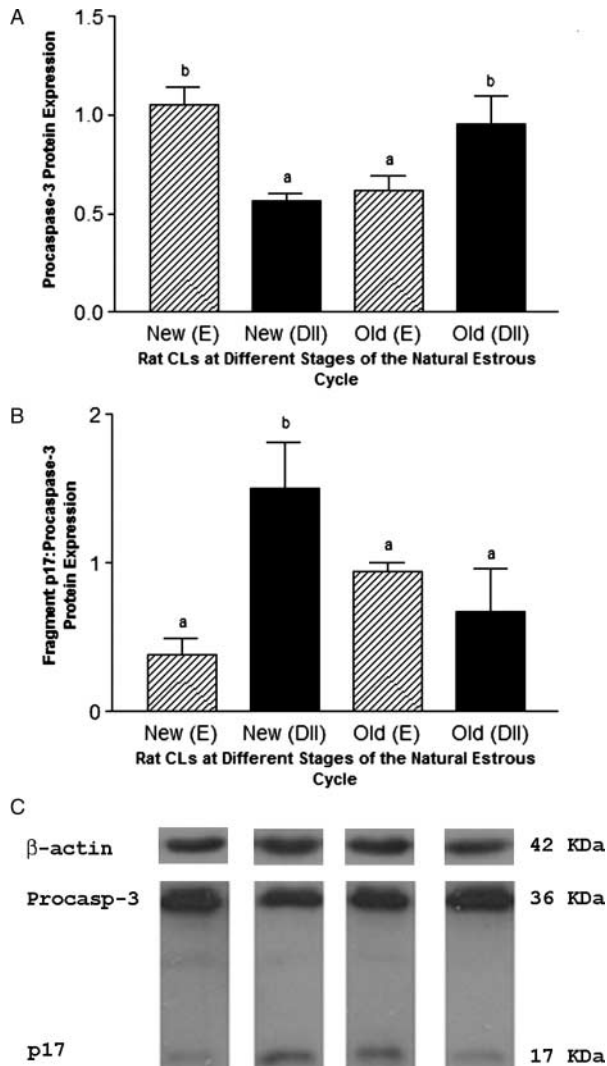 A
Procaspase-3 Protein Expression
1.5
1.0
0.5
0.0
b
a
a
b
New (E)
New (DII)
Old (E)
Old (DII)
Rat CLs at Different Stages of the Natural Estrous
Cycle
B
Fragment p17:Procaspase-3
Protein Expression
2
1
0
a
b
a
a
New (E)
New (DII)
Old (E)
Old (DII)
Rat CLs at Different Stages of the Natural Estrous
Cycle
C
β-actin
42 KDa
Procasp-3
36 KDa
p17
17 KDa